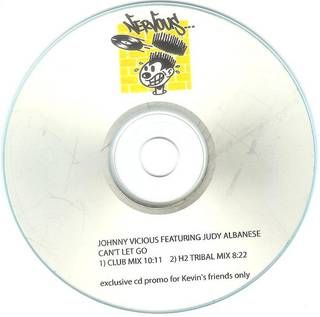 NERVOUS...
JOHNNY VICIOUS FEATURING JUDY ALBANESE
CAN'T LET GO
1) CLUB MIX 10:11 2) H2 TRIBAL MIX 8:22
exclusive cd promo for Kevin's friends only